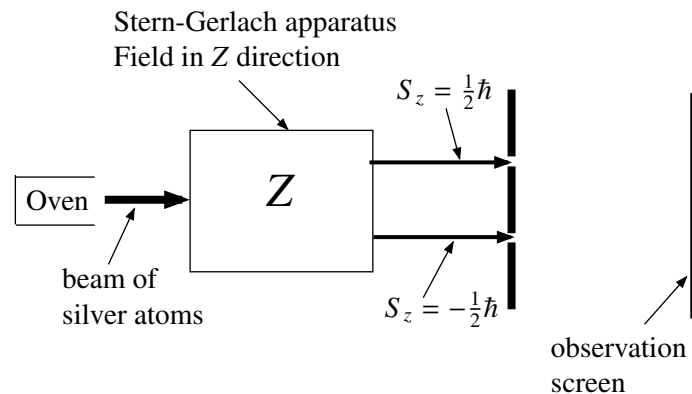 Stern-Gerlach apparatus
Field in Z direction
S_z = ½ħ
Z
Oven
beam of
silver atoms
S_z = −½ħ
observation
screen